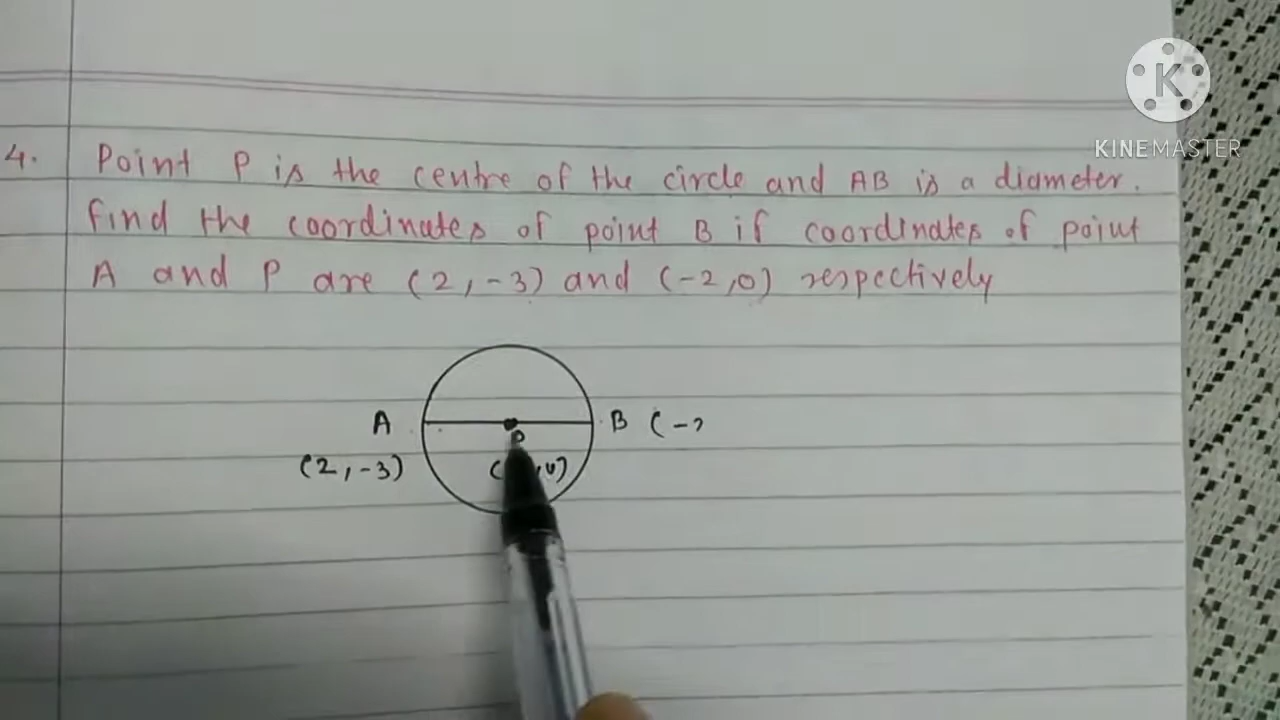 K
KINEMASTER
4. Point P is the centre of the circle and AB is a diameter.
Find the coordinates of point B if coordinates of point
A and P are (2, -3) and (-2, 0) respectively
A
P
B (-
(2, -3)
( , 0)